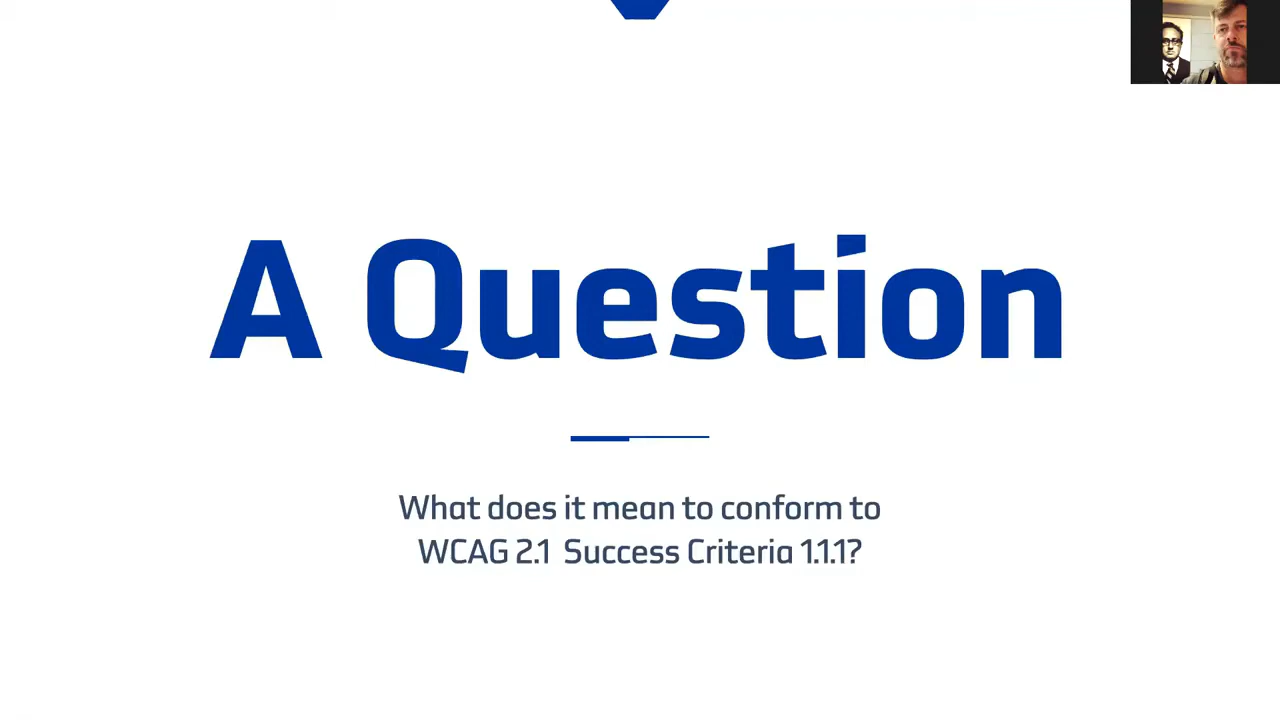 A Question
What does it mean to conform to
WCAG 2.1 Success Criteria 1.1.1?